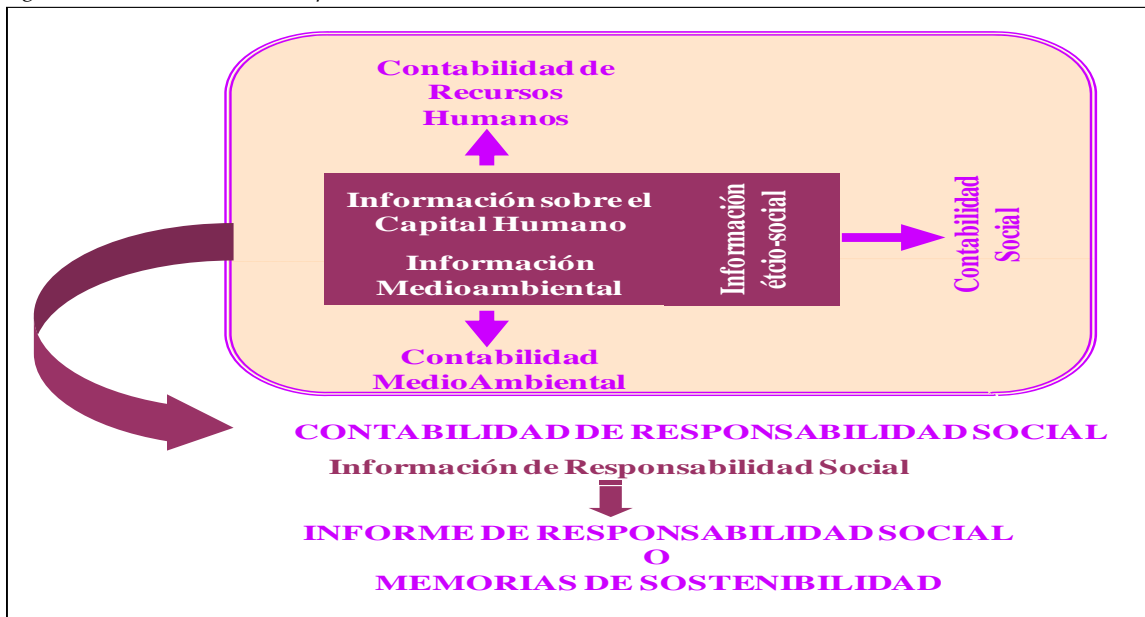 Contabilidad de
Recursos
Humanos
Información sobre el
Capital Humano
Información
Medioambiental
Información
étcio-social
Contabilidad
Social
Contabilidad
MedioAmbiental
CONTABILIDAD DE RESPONSABILIDAD SOCIAL
Información de Responsabilidad Social
INFORME DE RESPONSABILIDAD SOCIAL
O
MEMORIAS DE SOSTENIBILIDAD